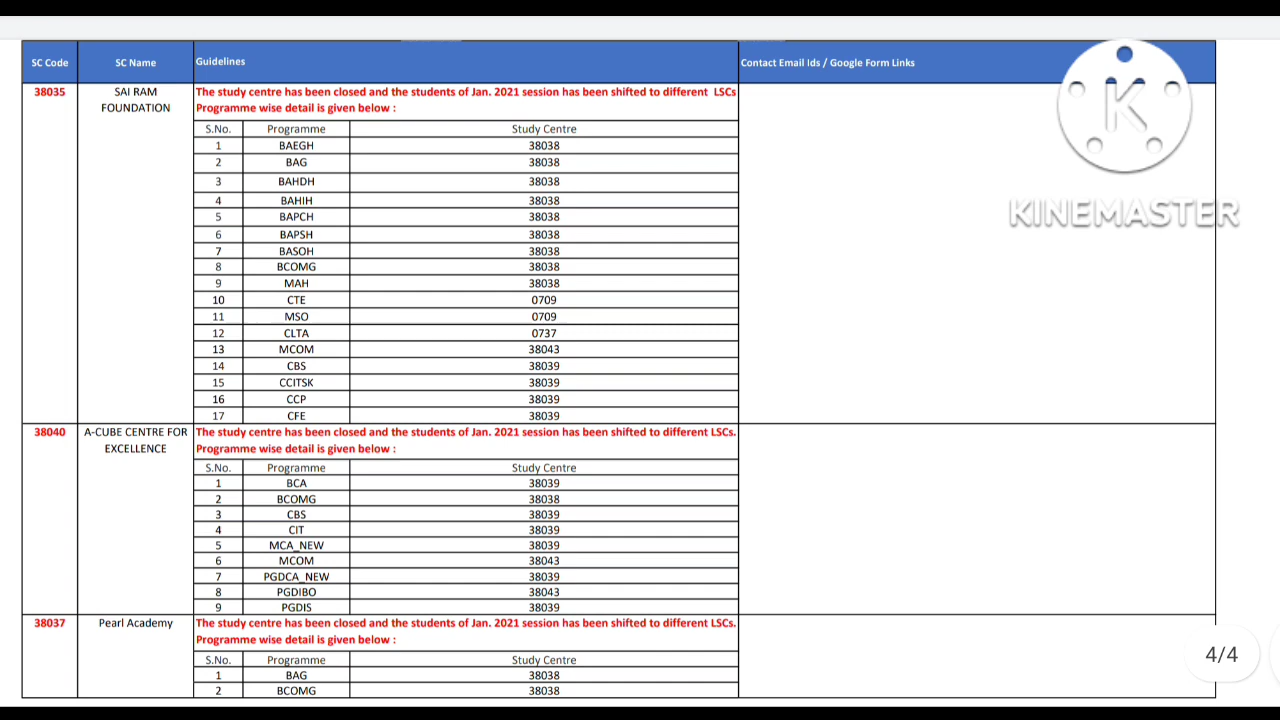 SC Code SC Name Guidelines Contact Email Ids / Google Form Links
38035 SAI RAM FOUNDATION
The study centre has been closed and the students of Jan. 2021 session has been shifted to different LSCs
Programme wise detail is given below :
S.No. Programme Study Centre
1 BAEGH 38038
2 BAG 38038
3 BAHDH 38038
4 BAHIH 38038
5 BAPCH 38038
6 BAPSH 38038
7 BASOH 38038
8 BCOMG 38038
9 MAH 38038
10 CTE 0709
11 MSO 0709
12 CLTA 0737
13 MCOM 38043
14 CBS 38039
15 CCITSK 38039
16 CCP 38039
17 CFE 38039
38040 A-CUBE CENTRE FOR EXCELLENCE
The study centre has been closed and the students of Jan. 2021 session has been shifted to different LSCs.
Programme wise detail is given below :
S.No. Programme Study Centre
1 BCA 38039
2 BCOMG 38038
3 CBS 38039
4 CIT 38039
5 MCA_NEW 38039
6 MCOM 38043
7 PGDCA_NEW 38039
8 PGDIBO 38043
9 PGDIS 38039
38037 Pearl Academy
The study centre has been closed and the students of Jan. 2021 session has been shifted to different LSCs.
Programme wise detail is given below :
S.No. Programme Study Centre
1 BAG 38038
2 BCOMG 38038
K
KINEMASTER
4/4